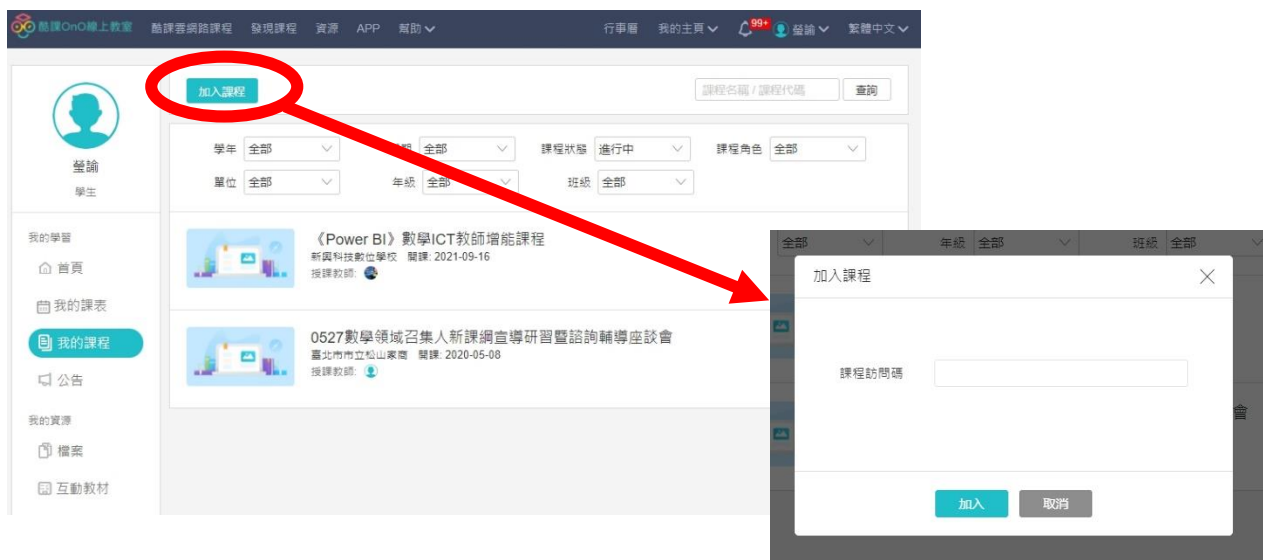 酷課OnO線上教室 酷課雲網路課程 發現課程 資源 APP 幫助 行事曆 我的主頁 99+ 瑩諭 繁體中文
加入課程 課程名稱 / 課程代碼 查詢
瑩諭
學生
學年 全部 全部 課程狀態 進行中 課程角色 全部
單位 全部 年級 全部 班級 全部
我的學習
首頁
我的課表
我的課程
公告
我的資源
檔案
互動教材
《Power BI》數學ICT教師增能課程
新興科技數位學校 開課: 2021-09-16
授課教師:
0527數學領域召集人新課綱宣導研習暨諮詢輔導座談會
臺北市市立松山家商 開課: 2020-05-08
授課教師:
全部 年級 全部 班級 全部
加入課程
課程訪問碼
會
加入 取消